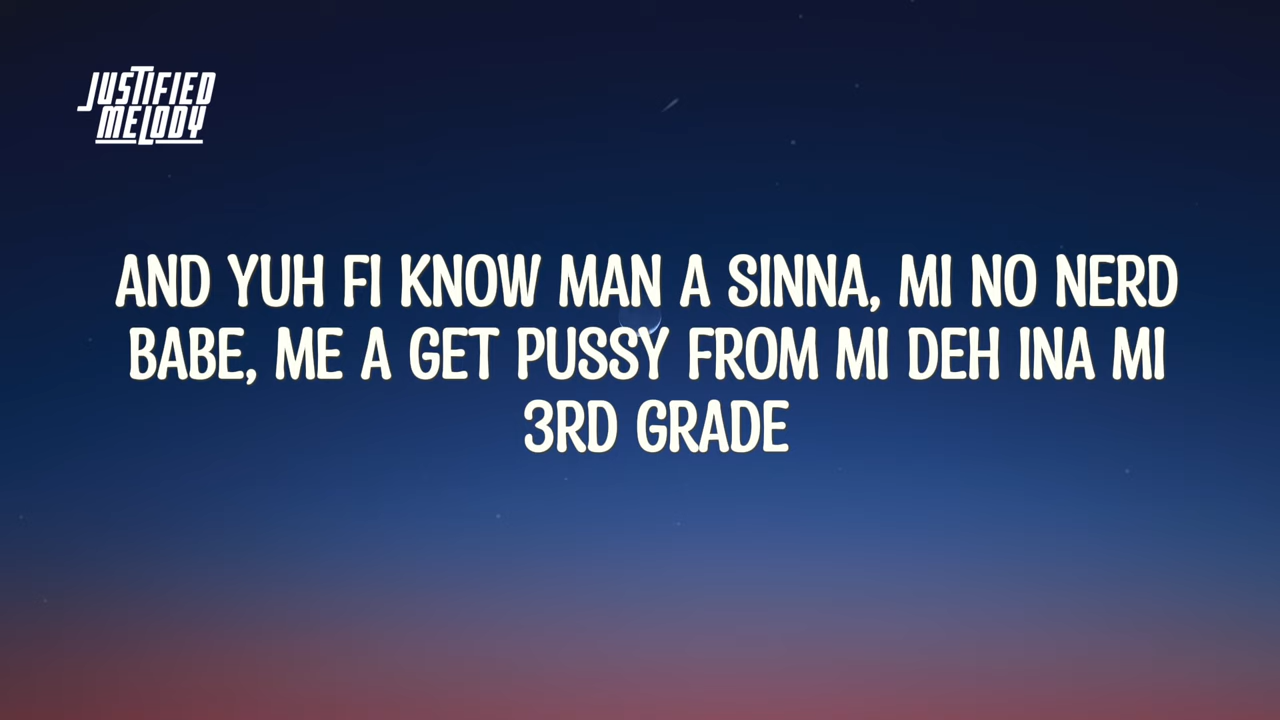 JUSTIFIED
MELODY
AND YUH FI KNOW MAN A SINNA, MI NO NERD
BABE, ME A GET PUSSY FROM MI DEH INA MI
3RD GRADE